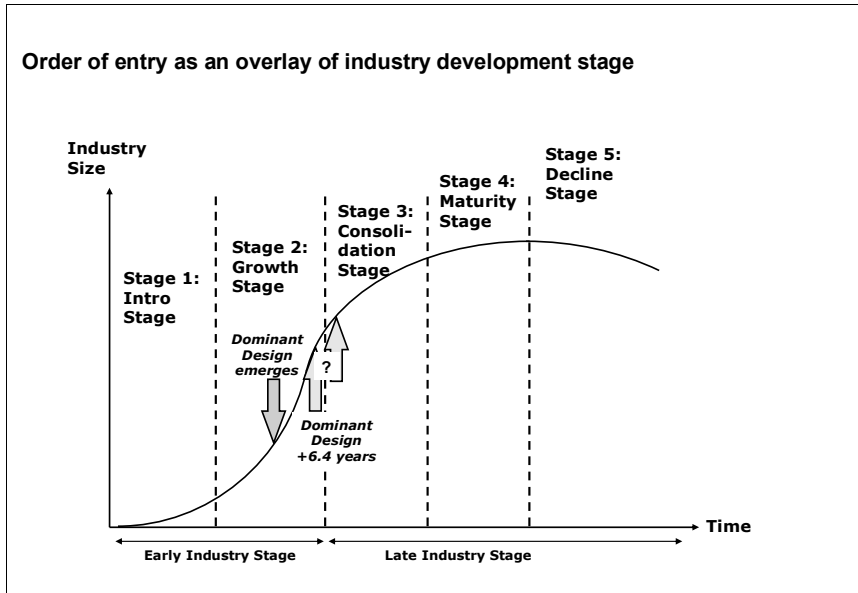 Order of entry as an overlay of industry development stage
Industry
Size
Stage 1:
Intro
Stage
Stage 2:
Growth
Stage
Stage 3:
Consoli-
dation
Stage
Stage 4:
Maturity
Stage
Stage 5:
Decline
Stage
Dominant
Design
emerges
?
Dominant
Design
+6.4 years
Time
Early Industry Stage
Late Industry Stage